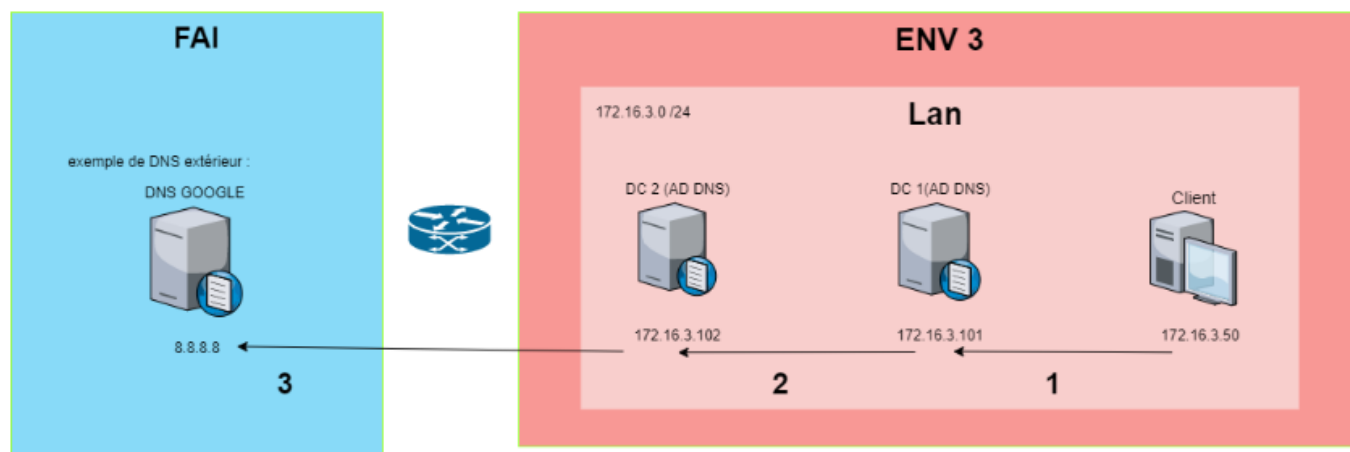 FAI
ENV 3
172.16.3.0 /24
Lan
exemple de DNS extérieur :
DNS GOOGLE
DC 2 (AD DNS)
DC 1(AD DNS)
Client
8.8.8.8
172.16.3.102
172.16.3.101
172.16.3.50
3
2
1